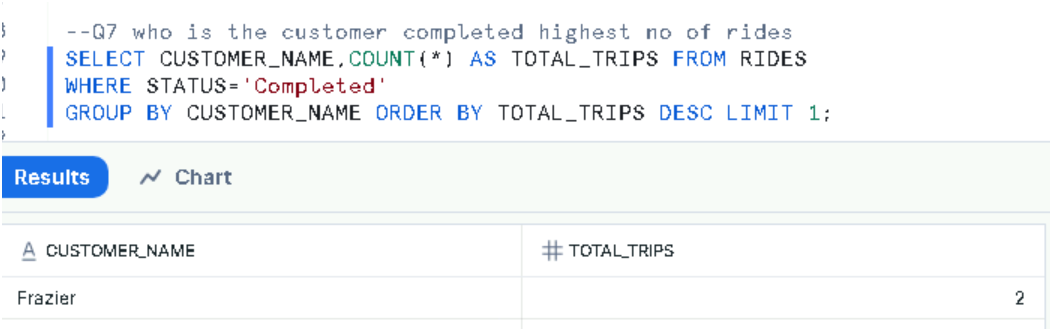 --Q7 who is the customer completed highest no of rides
SELECT CUSTOMER_NAME,COUNT(*) AS TOTAL_TRIPS FROM RIDES
WHERE STATUS='Completed'
GROUP BY CUSTOMER_NAME ORDER BY TOTAL_TRIPS DESC LIMIT 1;
Results Chart
A CUSTOMER_NAME # TOTAL_TRIPS
Frazier 2